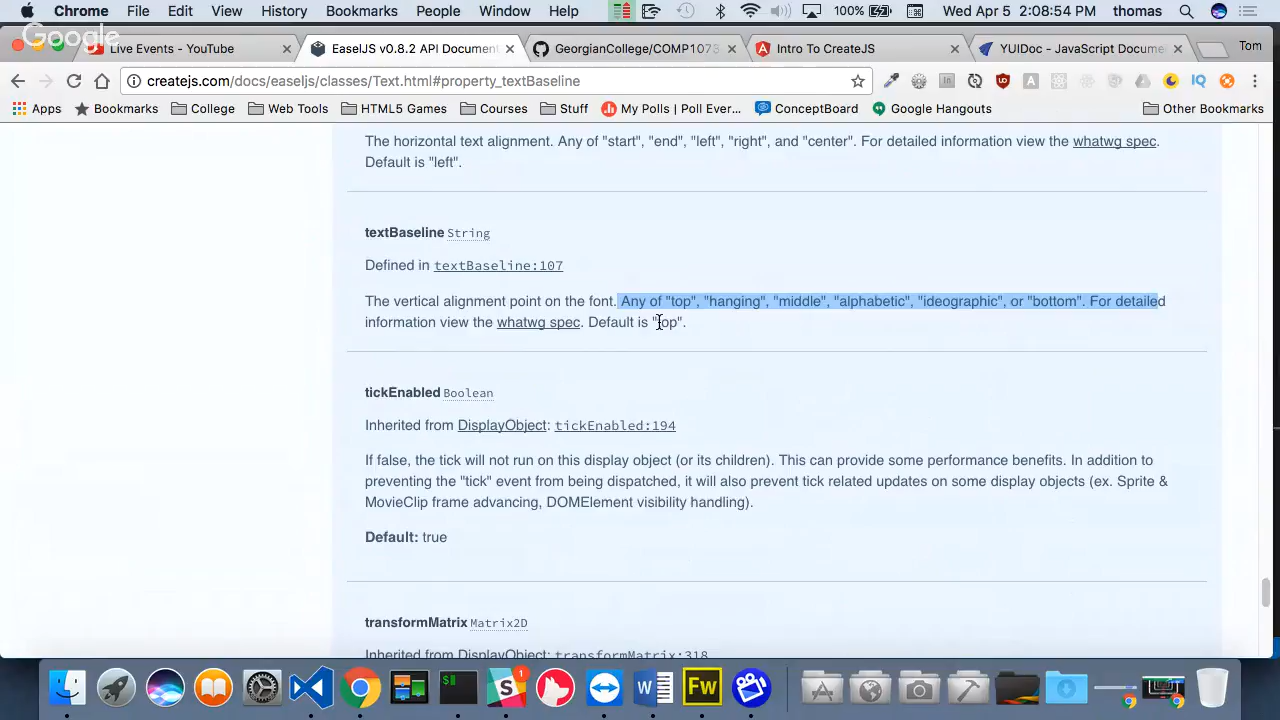 Chrome File Edit View History Bookmarks People Window Help 100% Wed Apr 5 2:08:54 PM thomas
Google
Live Events - YouTube EaselJS v0.8.2 API Document GeorgianCollege/COMP1073 Intro To CreateJS YUIDoc - JavaScript Docume Tom
createjs.com/docs/easeljs/classes/Text.html#property_textBaseline
Apps Bookmarks College Web Tools HTML5 Games Courses Stuff My Polls | Poll Ever... ConceptBoard Google Hangouts Other Bookmarks
The horizontal text alignment. Any of "start", "end", "left", "right", and "center". For detailed information view the whatwg spec.
Default is "left".
textBaseline String
Defined in textBaseline:107
The vertical alignment point on the font. Any of "top", "hanging", "middle", "alphabetic", "ideographic", or "bottom". For detailed
information view the whatwg spec. Default is "top".
tickEnabled Boolean
Inherited from DisplayObject: tickEnabled:194
If false, the tick will not run on this display object (or its children). This can provide some performance benefits. In addition to
preventing the "tick" event from being dispatched, it will also prevent tick related updates on some display objects (ex. Sprite &
MovieClip frame advancing, DOMElement visibility handling).
Default: true
transformMatrix Matrix2D
Inherited from DisplayObject: transformMatrix:318
1
W
Fw